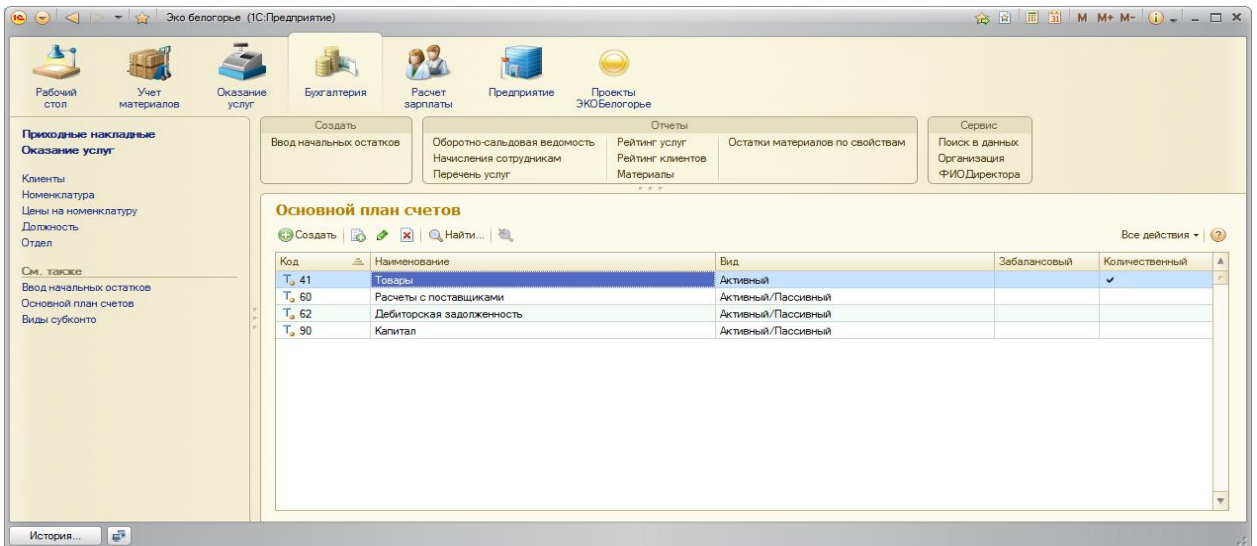 Эко белогорье (1С:Предприятие)
31 M M+ M-
Рабочий стол
Учет материалов
Оказание услуг
Бухгалтерия
Расчет зарплаты
Предприятие
Проекты ЭКОБелогорье
Приходные накладные
Оказание услуг
Клиенты
Номенклатура
Цены на номенклатуру
Должность
Отдел
См. также
Ввод начальных остатков
Основной план счетов
Виды субконто
Создать
Ввод начальных остатков
Отчеты
Оборотно-сальдовая ведомость
Начисления сотрудникам
Перечень услуг
Рейтинг услуг
Рейтинг клиентов
Материалы
Остатки материалов по свойствам
Сервис
Поиск в данных
Организация
ФИОДиректора
Основной план счетов
Создать Найти... Все действия
Код Наименование Вид Забалансовый Количественный
41 Товары Активный
60 Расчеты с поставщиками Активный/Пассивный
62 Дебиторская задолженность Активный/Пассивный
90 Капитал Активный/Пассивный
История...